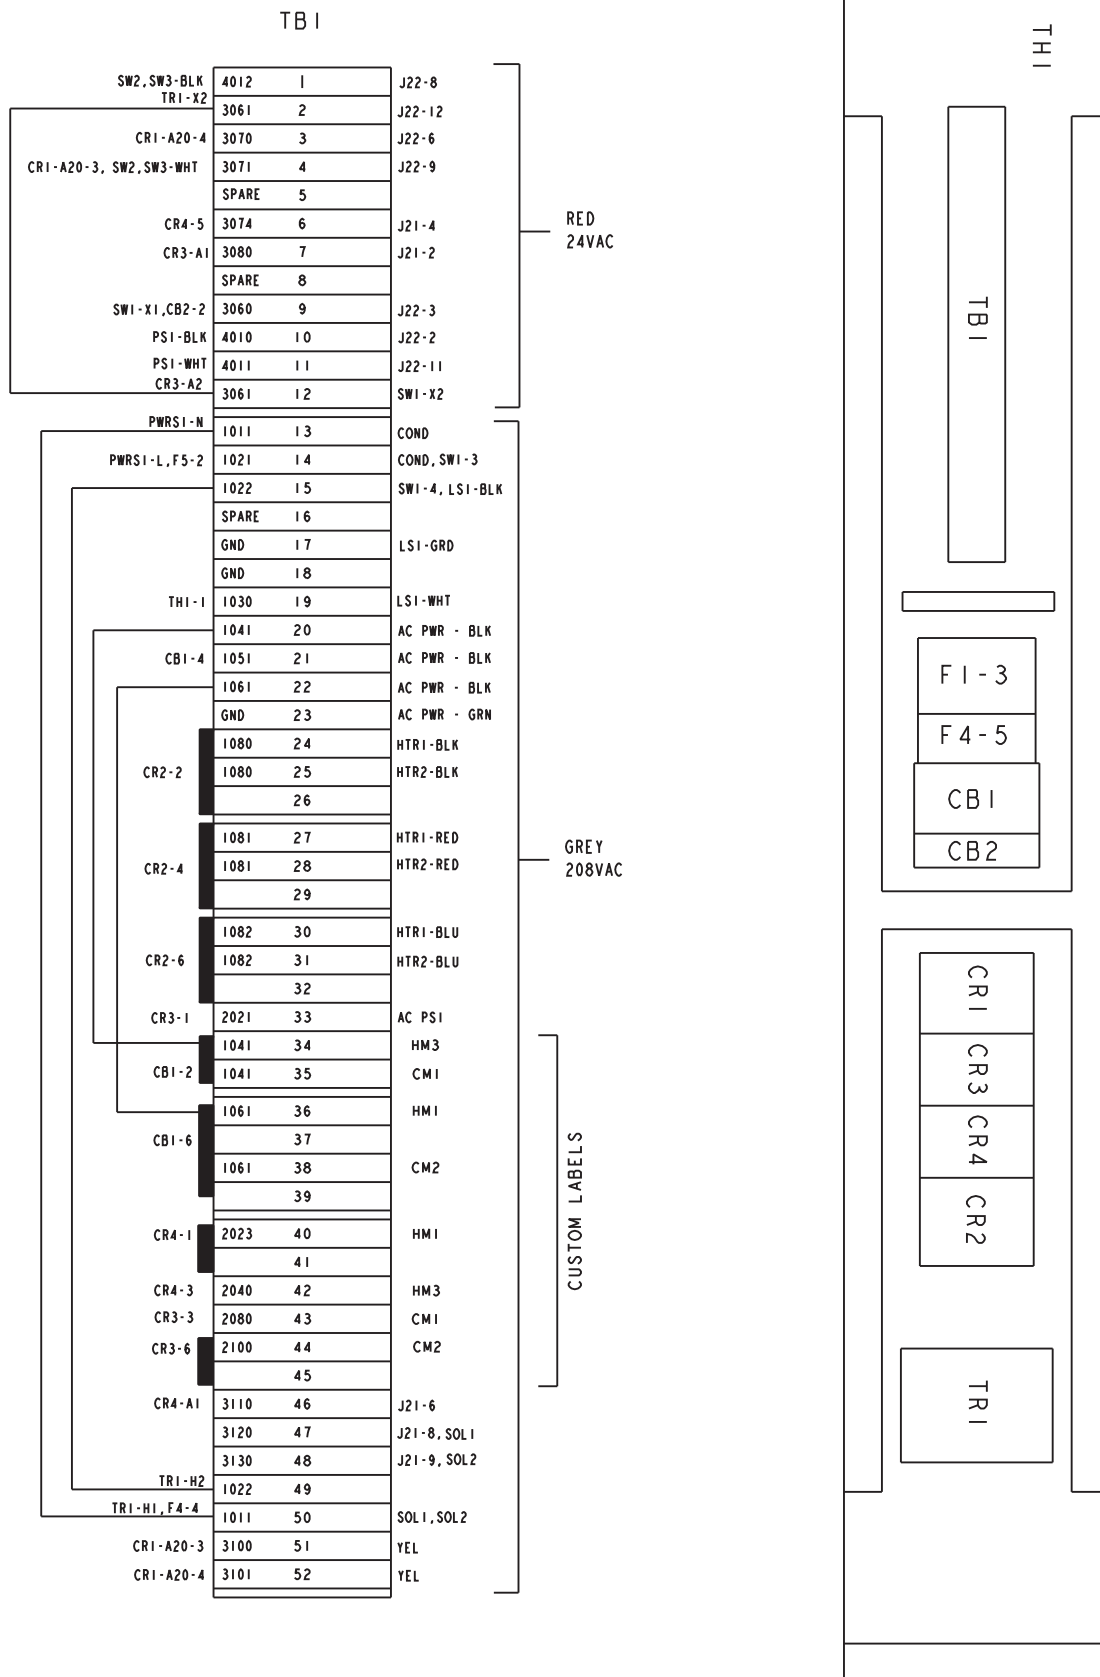 TB1
SW2,SW3-BLK 4012 1 J22-8
TR1-X2
3061 2 J22-12
CR1-A20-4 3070 3 J22-6
CR1-A20-3, SW2,SW3-WHT 3071 4 J22-9
SPARE 5
CR4-5 3074 6 J21-4
CR3-A1 3080 7 J21-2
SPARE 8
SW1-X1,CB2-2 3060 9 J22-3
PS1-BLK 4010 10 J22-2
PS1-WHT 4011 11 J22-11
CR3-A2
3061 12 SW1-X2
RED
24VAC
PWRS1-N
1011 13 COND
PWRS1-L,F5-2 1021 14 COND,SW1-3
1022 15 SW1-4, LS1-BLK
SPARE 16
GND 17 LS1-GRD
GND 18
TH1-1 1030 19 LS1-WHT
1041 20 AC PWR - BLK
CB1-4 1051 21 AC PWR - BLK
1061 22 AC PWR - BLK
GND 23 AC PWR - GRN
1080 24 HTR1-BLK
CR2-2 1080 25 HTR2-BLK
26
1081 27 HTR1-RED
CR2-4 1081 28 HTR2-RED
29
1082 30 HTR1-BLU
CR2-6 1082 31 HTR2-BLU
32
CR3-1 2021 33 AC PS1
1041 34 HM3
CB1-2 1041 35 CM1
1061 36 HM1
CB1-6 37
1061 38 CM2
39
CR4-1 2023 40 HM1
41
CR4-3 2040 42 HM3
CR3-3 2080 43 CM1
CR3-6 2100 44 CM2
45
CR4-A1 3110 46 J21-6
3120 47 J21-8,SOL1
3130 48 J21-9,SOL2
TR1-H2
1022 49
TR1-H1,F4-4
1011 50 SOL1,SOL2
CR1-A20-3 3100 51 YEL
CR1-A20-4 3101 52 YEL
GREY
208VAC
CUSTOM LABELS
TH1
TB1
F1-3
F4-5
CB1
CB2
CR1
CR3
CR4
CR2
TR1